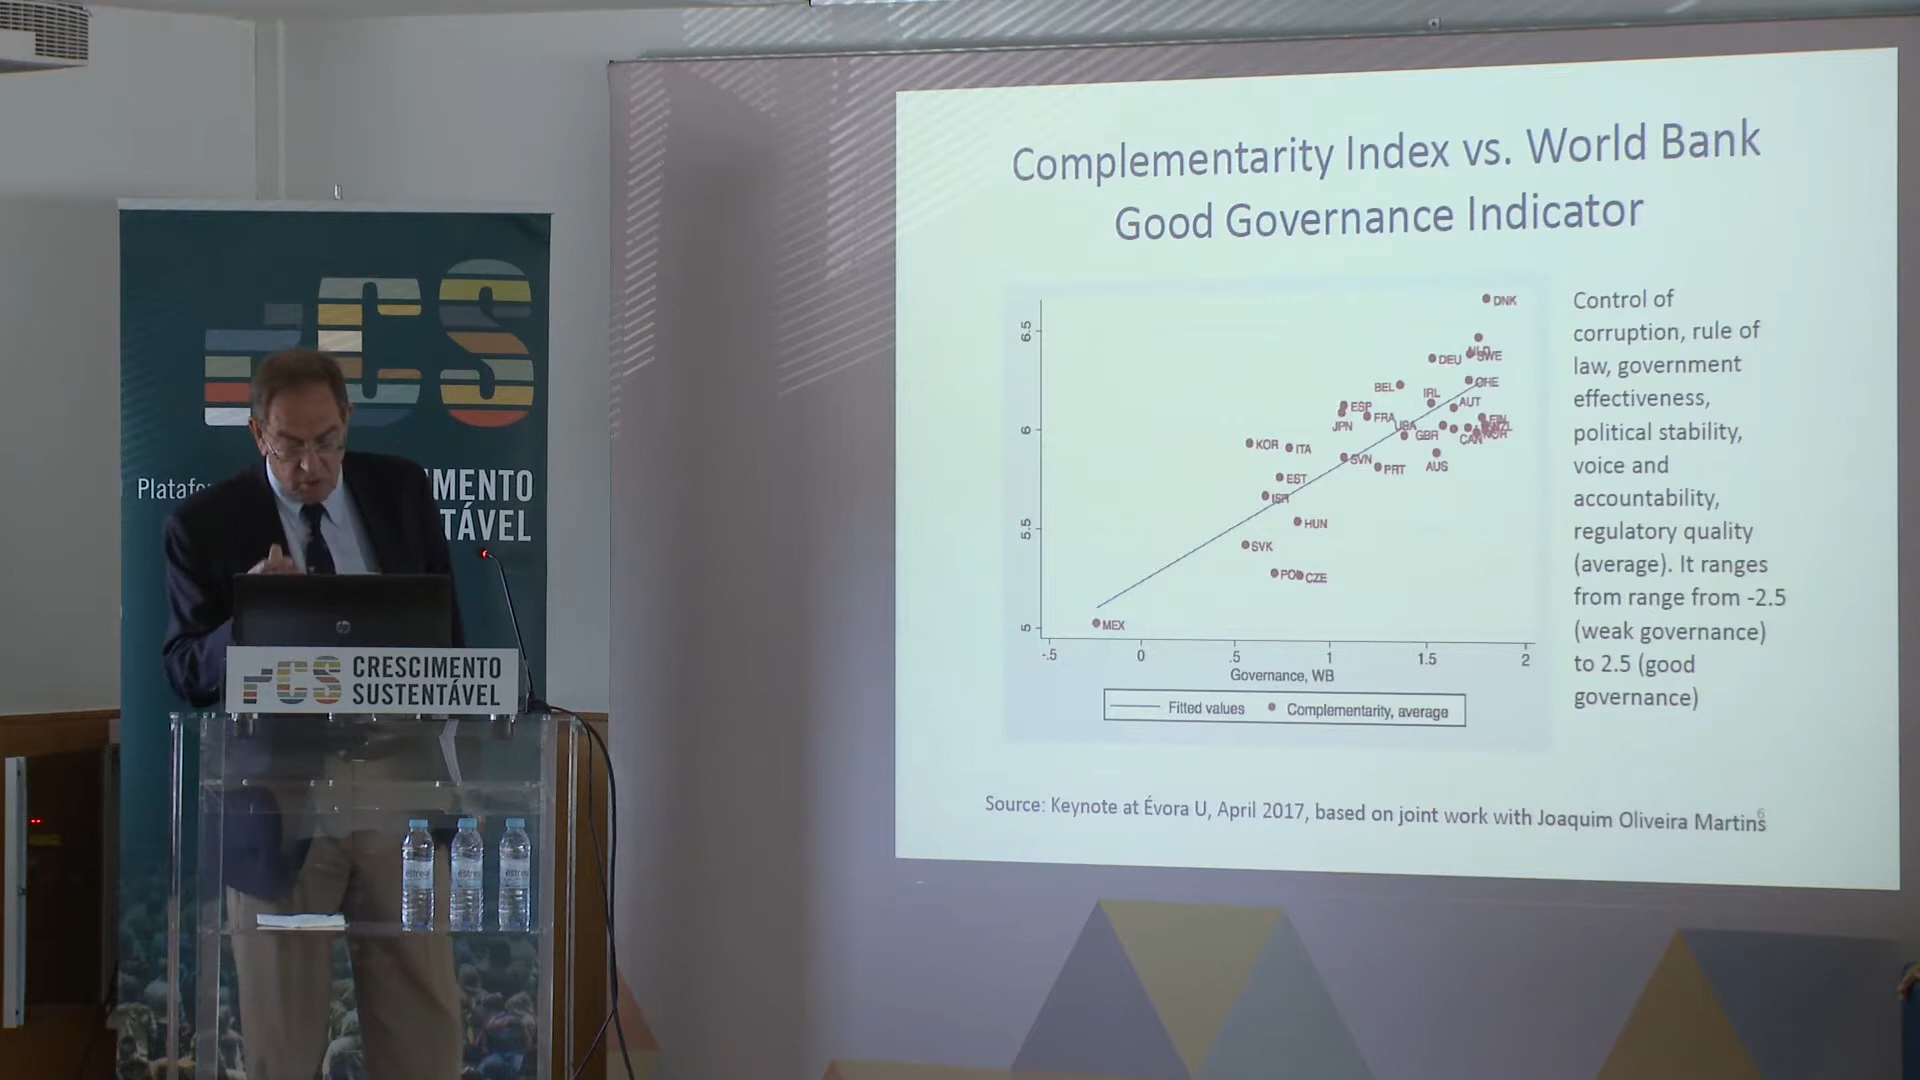 Complementarity Index vs. World Bank
Good Governance Indicator
6.5
6
5.5
5
-.5
0
.5
1
1.5
2
DNK
SWE
DEU
BEL
CHE
IRL
AUT
ESP
FRA
JPN
USA
GBR
CAN
KOR
ITA
SVN
PRT
AUS
EST
ISR
HUN
SVK
CZE
MEX
Governance, WB
Fitted values
Complementarity, average
Control of
corruption, rule of
law, government
effectiveness,
political stability,
voice and
accountability,
regulatory quality
(average). It ranges
from range from -2.5
(weak governance)
to 2.5 (good
governance)
Source: Keynote at Évora U, April 2017, based on joint work with Joaquim Oliveira Martins
6
CS
MENTO
TÁVEL
hp
CS CRESCIMENTO
SUSTENTÁVEL